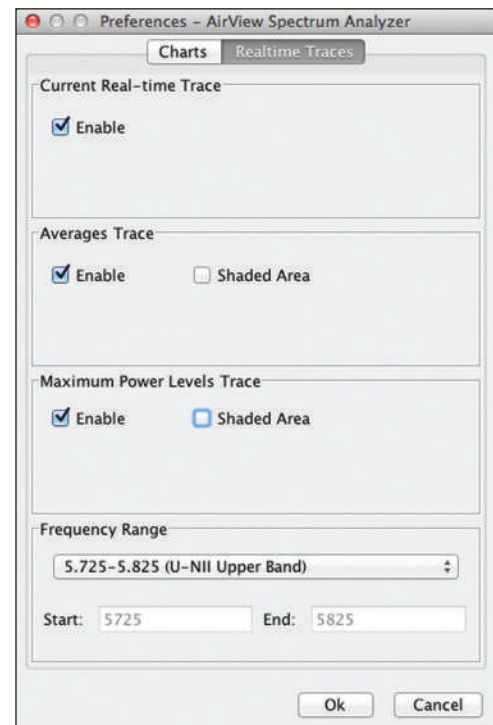 Preferences – AirView Spectrum Analyzer
Charts Realtime Traces
Current Real-time Trace
Enable
Averages Trace
Enable Shaded Area
Maximum Power Levels Trace
Enable Shaded Area
Frequency Range
5.725-5.825 (U-NII Upper Band)
Start: 5725 End: 5825
Ok Cancel